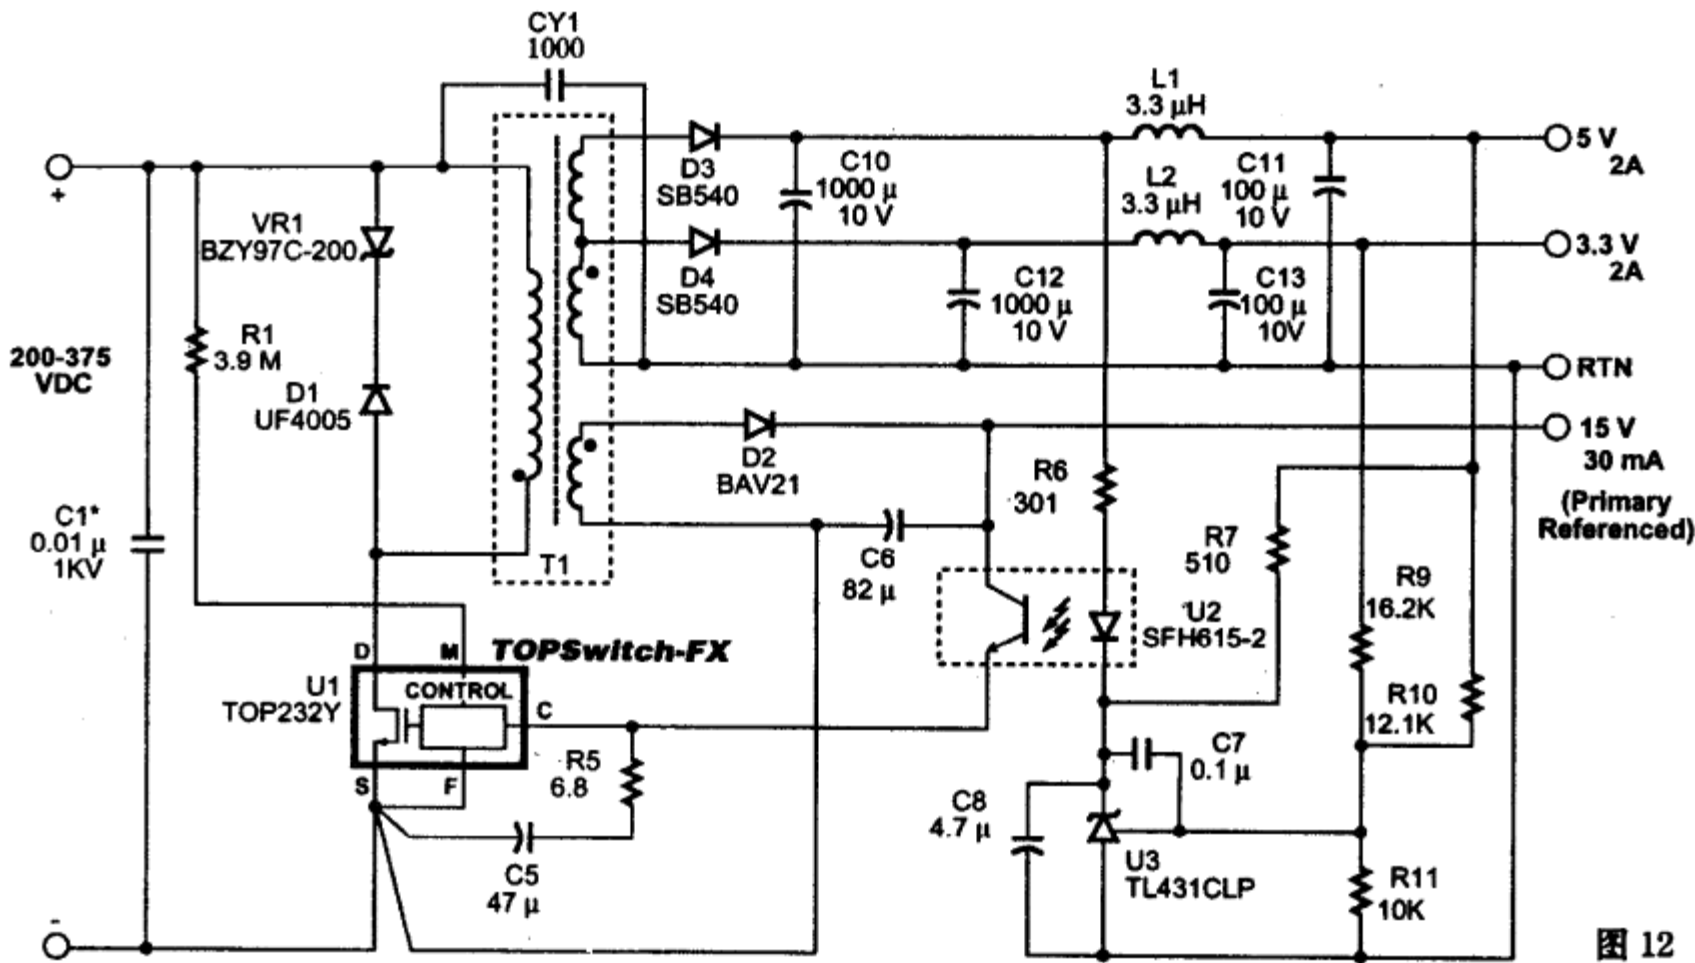 CY1
1000
L1
3.3 µH
5 V
2A
D3
SB540
C10
1000 µ
10 V
L2
3.3 µH
C11
100 µ
10 V
+
VR1
BZY97C-200
3.3 V
2A
D4
SB540
C12
1000 µ
10 V
C13
100 µ
10V
R1
3.9 M
200-375
VDC
RTN
D1
UF4005
15 V
30 mA
(Primary
Referenced)
D2
BAV21
R6
301
C1*
0.01 µ
1KV
T1
C6
82 µ
R7
510
R9
16.2K
U2
SFH615-2
TOPSwitch-FX
D
M
U1
TOP232Y
CONTROL
C
R10
12.1K
S
F
R5
6.8
C7
0.1 µ
C8
4.7 µ
C5
47 µ
U3
TL431CLP
R11
10K
-
图 12